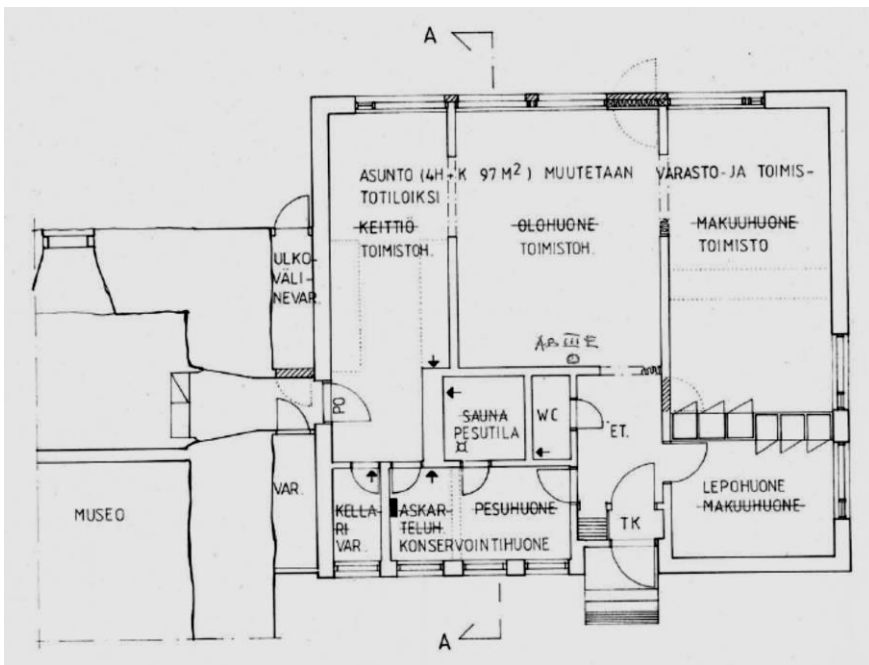 A
ASUNTO (4H+K 97 M²) MUUTETAAN VARASTO- JA TOIMIS-
TOTILOIKSI
KEITTIÖ
TOIMISTOH.
OLOHUONE
TOIMISTOH.
MAKUUHUONE
TOIMISTO
ULKO-
VÄLI-
NEVAR.
PO
SAUNA
PESUTILA
WC
ET.
MUSEO
VAR.
KELLA-
RI
VAR.
ASKAR-
TELUH.
PESUHUONE
KONSERVOINTIHUONE
TK
LEPOHUONE
MAKUUHUONE
A